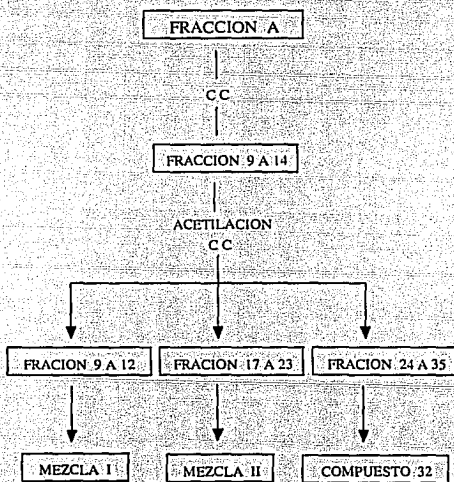 FRACCION A
C C
FRACCION 9 A 14
ACETILACION
C C
FRACION 9 A 12
FRACION 17 A 23
FRACION 24 A 35
MEZCLA I
MEZCLA II
COMPUESTO 32